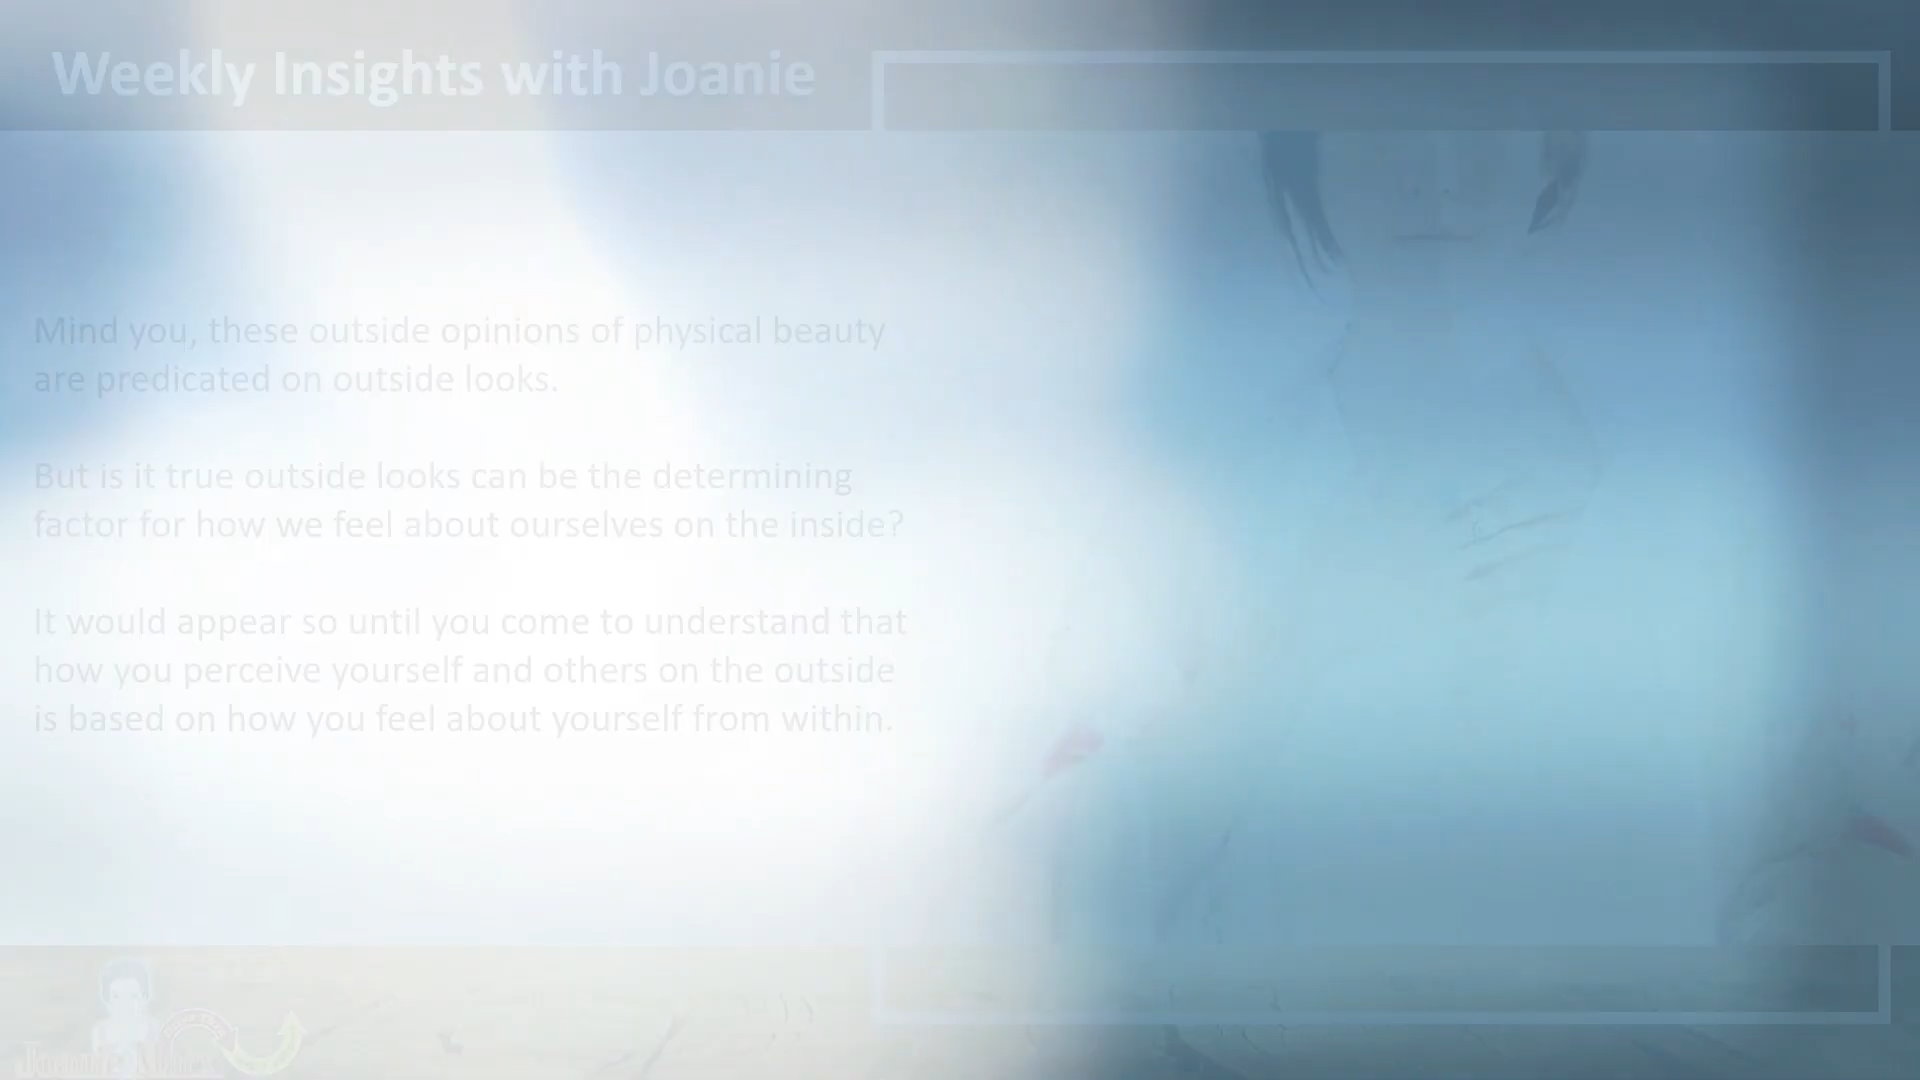 Weekly Insights with Joanie
Mind you, these outside opinions of physical beauty
are predicated on outside looks.
But is it true outside looks can be the determining
factor for how we feel about ourselves on the inside?
It would appear so until you come to understand that
how you perceive yourself and others on the outside
is based on how you feel about yourself from within.
Joanie Marx